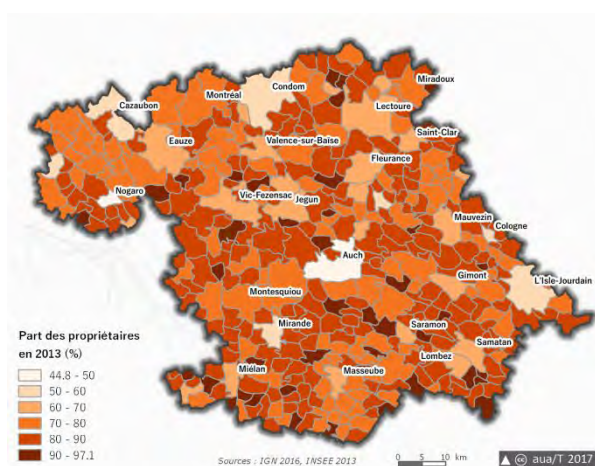 Condom
Miradoux
Montréal
Cazaubon
Lectoure
Saint-Clar
Eauze
Valence-sur-Baïse
Fleurance
Nogaro
Vic-Fezensac
Jegun
Mauvezin
Cologne
Auch
Gimont
L'Isle-Jourdain
Montesquiou
Mirande
Saramon
Samatan
Lombez
Miélan
Masseube
Part des propriétaires
en 2013 (%)
44.8 - 50
50 - 60
60 - 70
70 - 80
80 - 90
90 - 97.1
Sources : IGN 2016, INSEE 2013
0 5 10 km
cc aua/T 2017